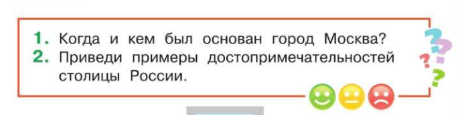 1. Когда и кем был основан город Москва?
2. Приведи примеры достопримечательностей
столицы России.